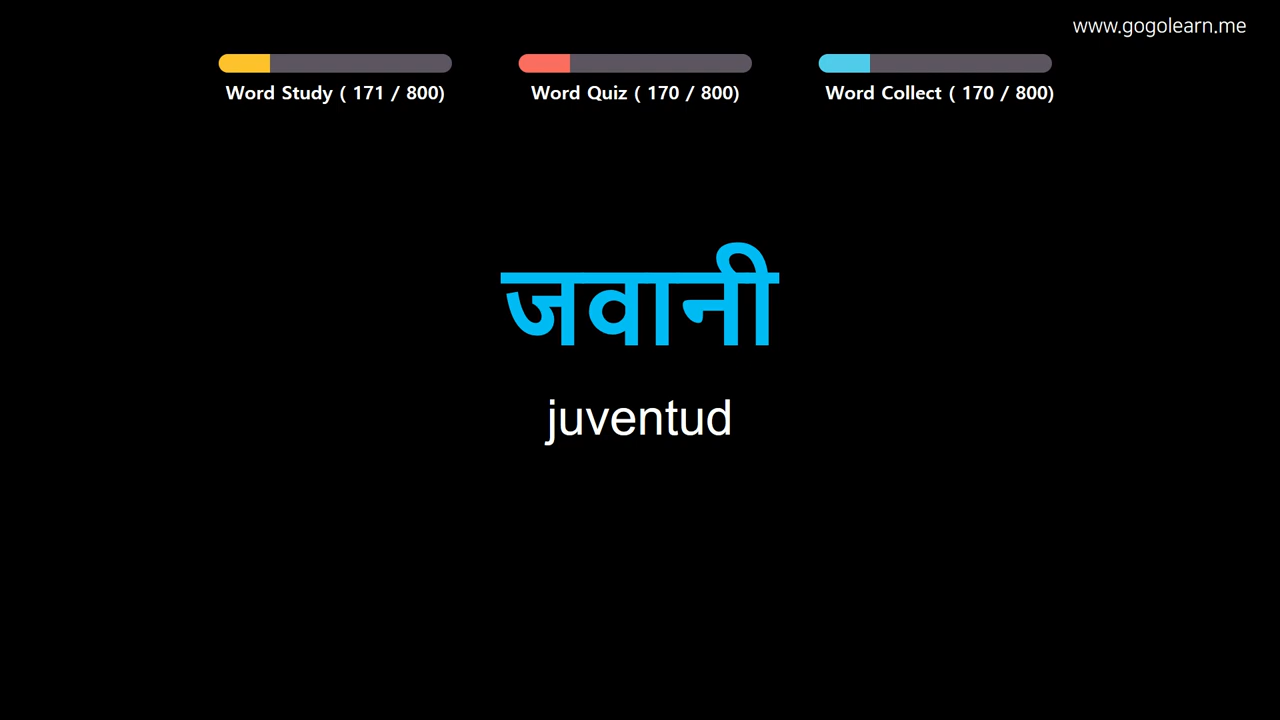 www.gogolearn.me
Word Study ( 171 / 800)
Word Quiz ( 170 / 800)
Word Collect ( 170 / 800)
जवानी
juventud